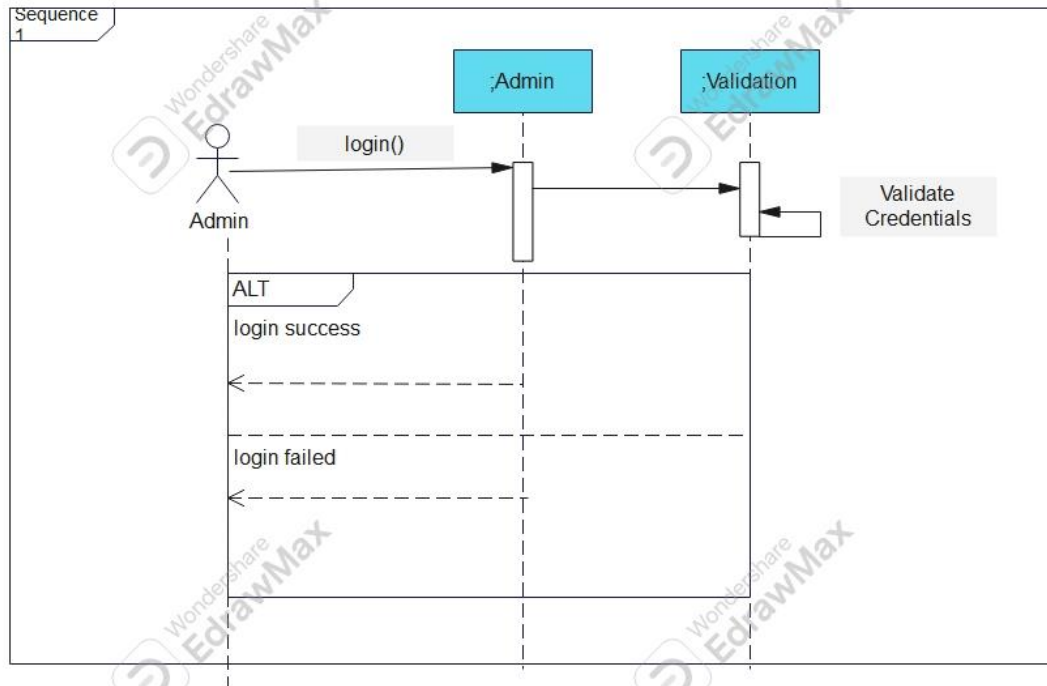 Sequence
1
;Admin
;Validation
login()
Admin
Validate
Credentials
ALT
login success
login failed
Wondershare
EdrawMax
Wondershare
EdrawMax
Wondershare
EdrawMax
Wondershare
EdrawMax